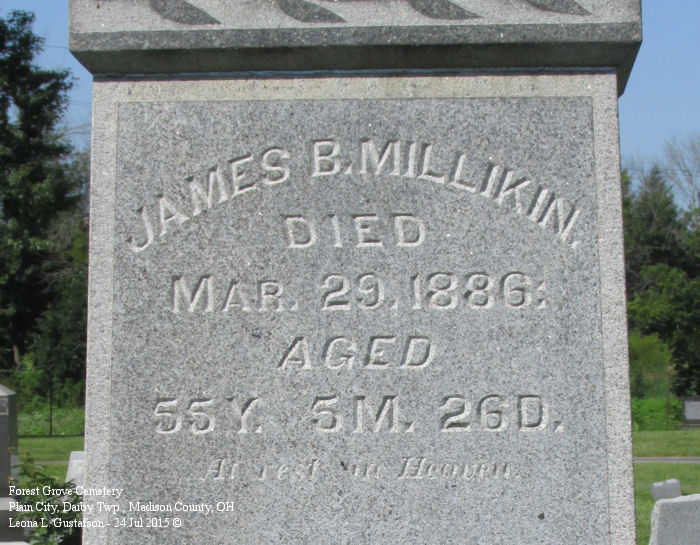 JAMES B. MILLIKIN.
DIED
MAR. 29, 1886:
AGED
55Y. 5M. 26D.
At rest in Heaven
Forest Grove Cemetery
Plain City, Darby Twp., Madison County, OH
Leona L. Gustafson - 24 Jul 2015 ©